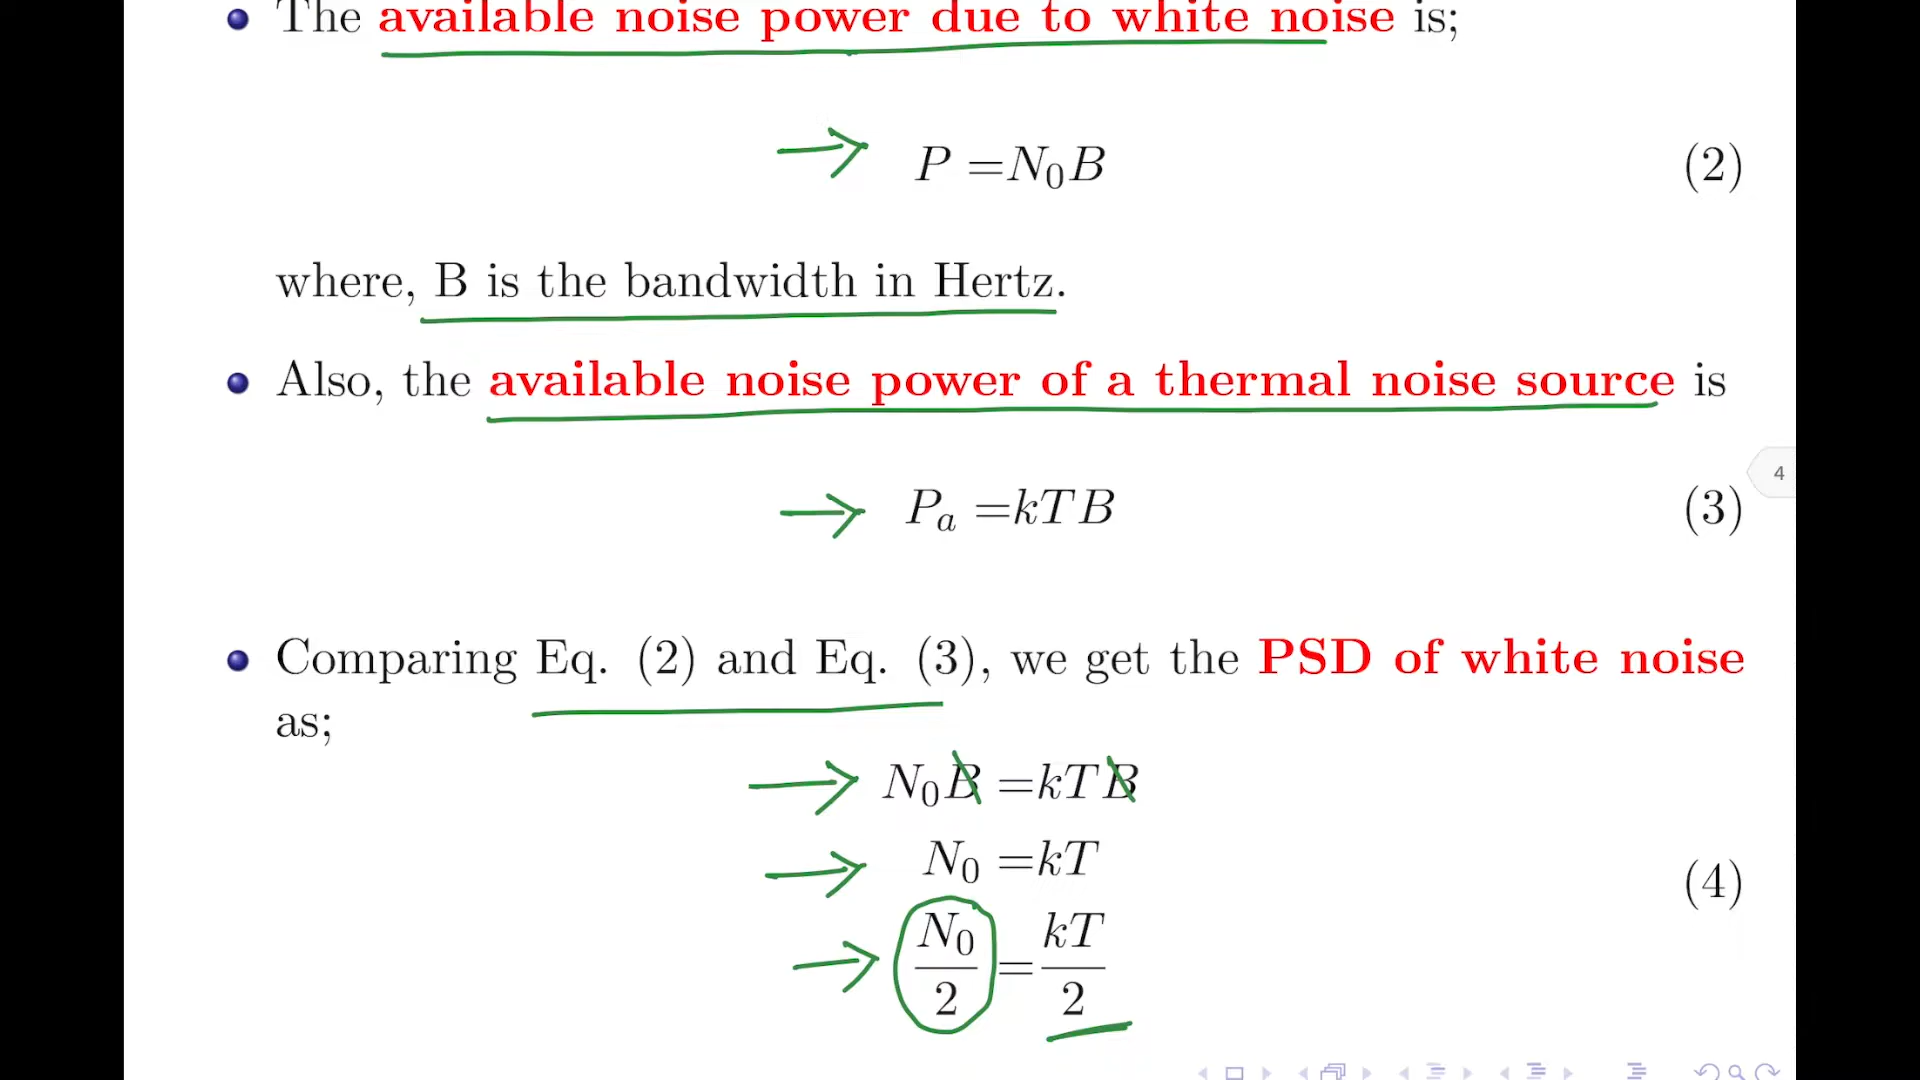 The available noise power due to white noise is;
P =N₀B (2)
where, B is the bandwidth in Hertz.
Also, the available noise power of a thermal noise source is
Pₐ =kTB (3)
4
Comparing Eq. (2) and Eq. (3), we get the PSD of white noise
as;
N₀B =kTB
N₀ =kT (4)
N₀/2 = kT/2